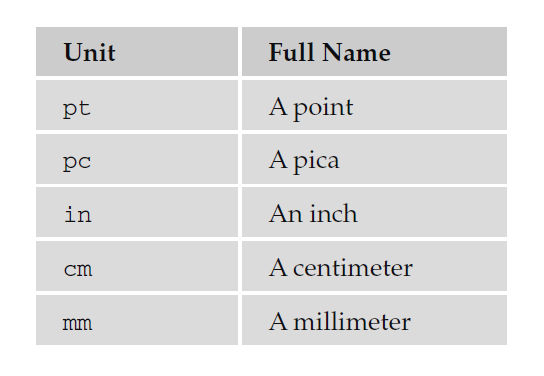 Unit Full Name
pt A point
pc A pica
in An inch
cm A centimeter
mm A millimeter